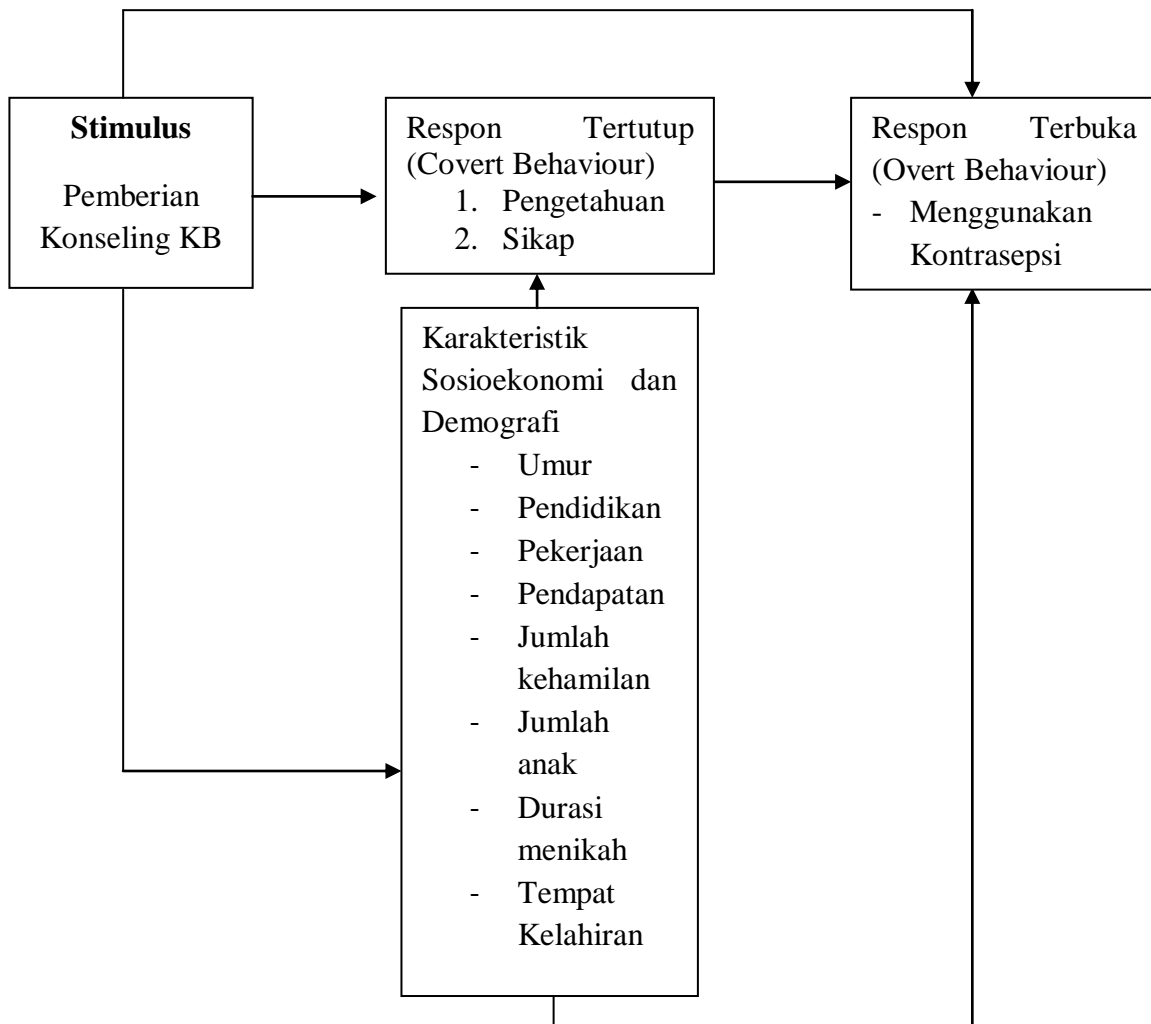 Stimulus
Pemberian
Konseling KB
Respon Tertutup
(Covert Behaviour)
1. Pengetahuan
2. Sikap
Respon Terbuka
(Overt Behaviour)
- Menggunakan
Kontrasepsi
Karakteristik
Sosioekonomi dan
Demografi
- Umur
- Pendidikan
- Pekerjaan
- Pendapatan
- Jumlah
kehamilan
- Jumlah
anak
- Durasi
menikah
- Tempat
Kelahiran